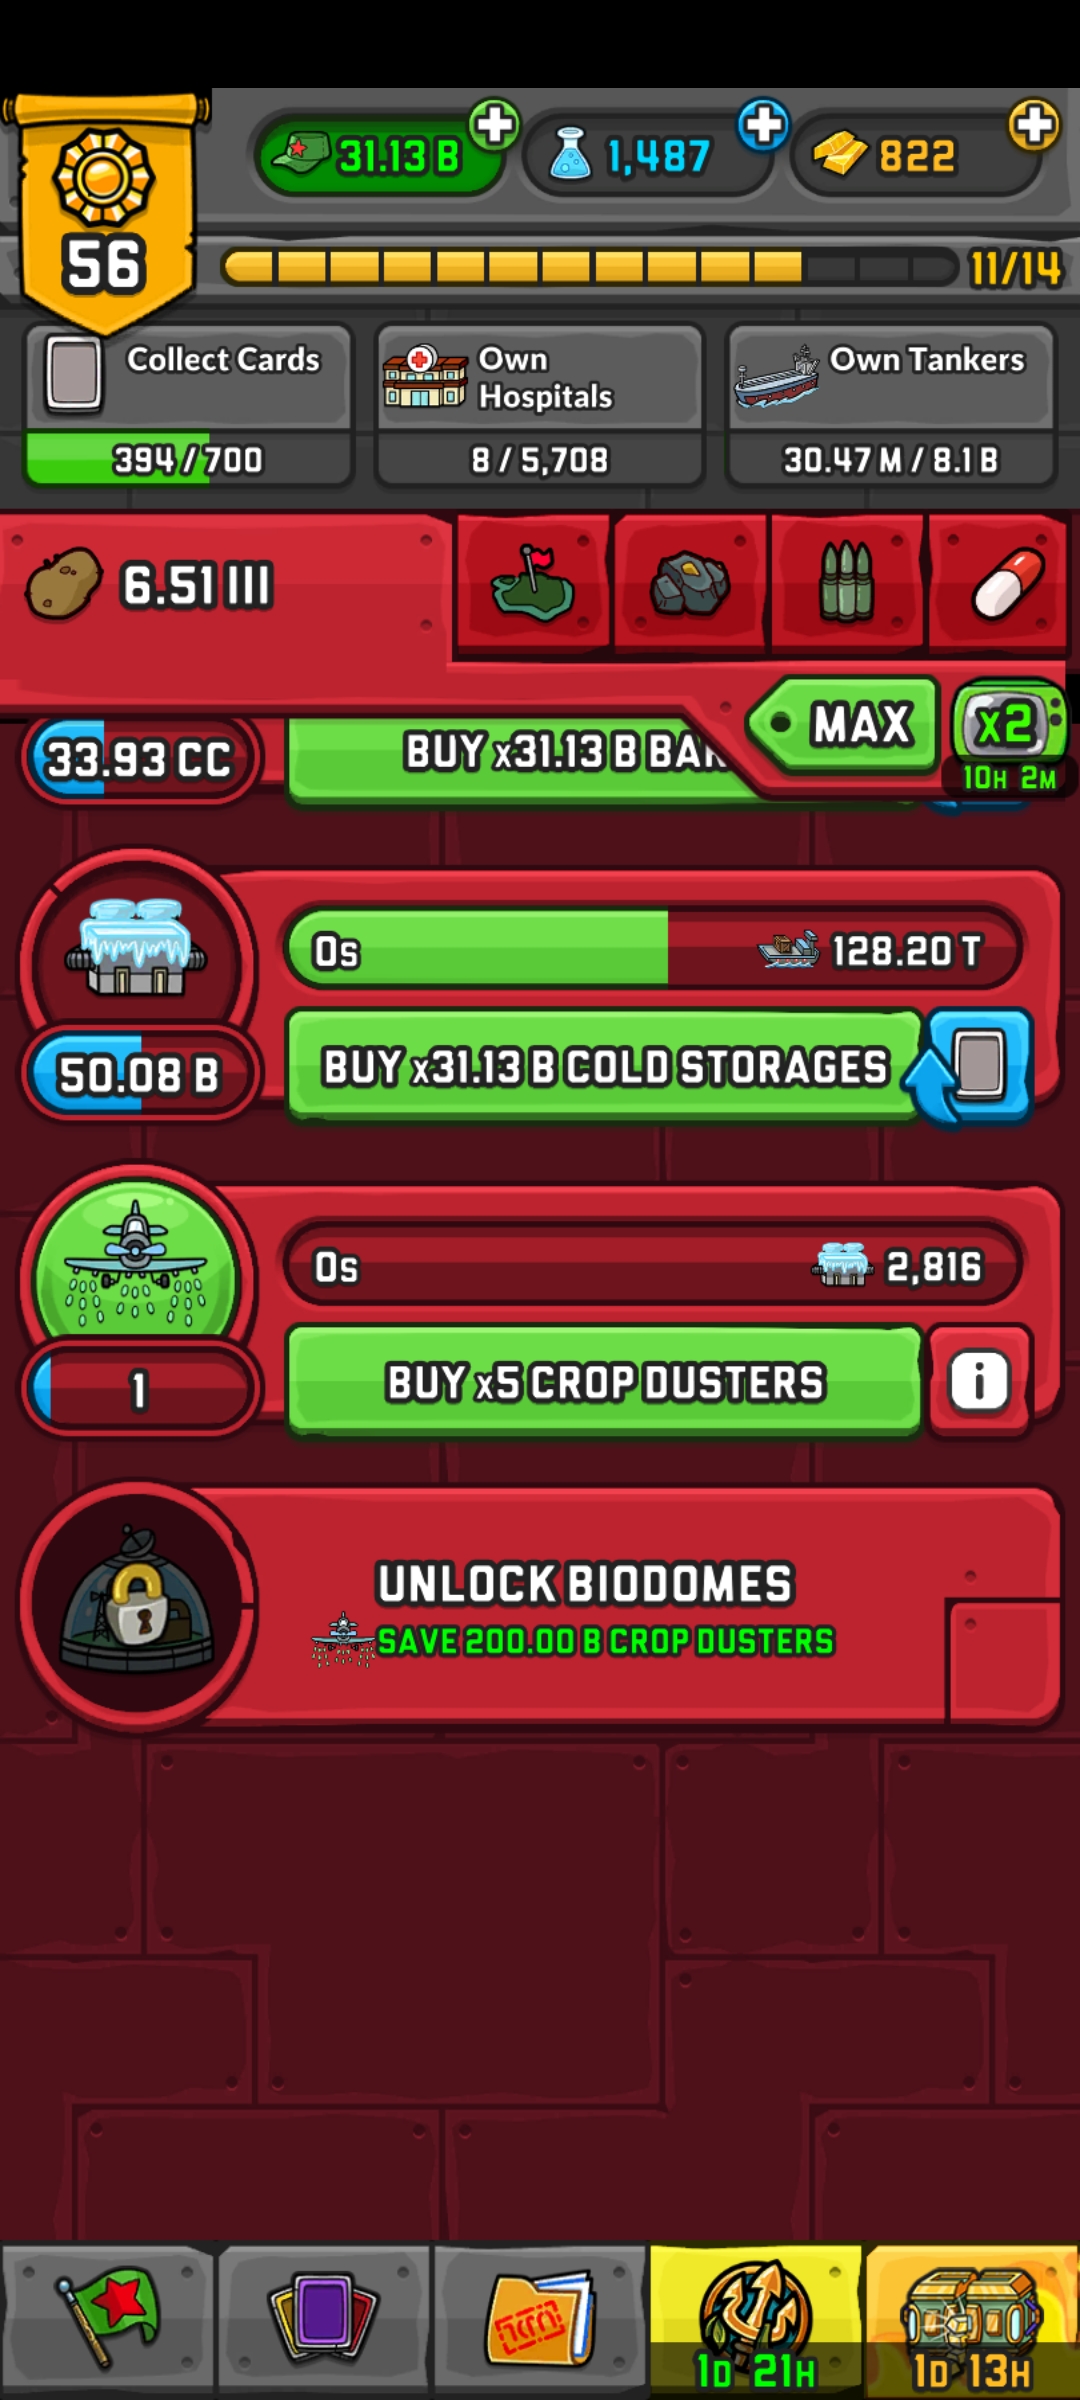 31.13 B
1,487
822
56
11/14
Collect Cards
394/700
Own
Hospitals
8 / 5,708
Own Tankers
30.47 M / 8.1 B
6.51 III
MAX
x2
10H 2M
33.93 CC
BUY x31.13 B BAR
0s
128.20 T
50.08 B
BUY x31.13 B COLD STORAGES
0s
2,816
1
BUY x5 CROP DUSTERS
i
UNLOCK BIODOMES
SAVE 200.00 B CROP DUSTERS
1D 21H
1D 13H